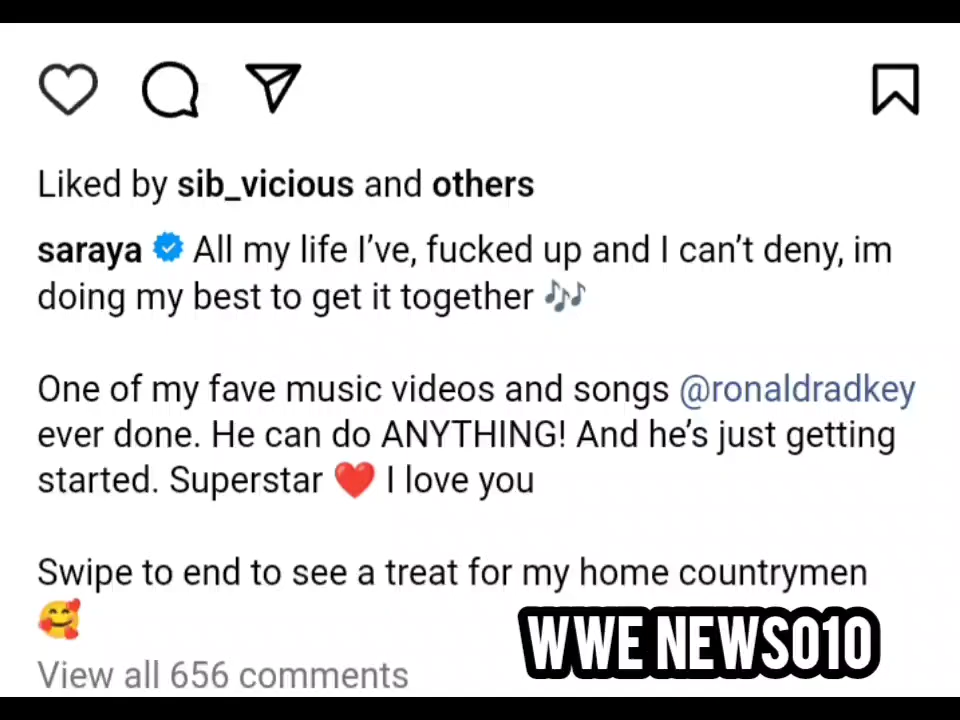 Liked by sib_vicious and others
saraya All my life I've, fucked up and I can't deny, im
doing my best to get it together 🎶
One of my fave music videos and songs @ronaldradkey
ever done. He can do ANYTHING! And he's just getting
started. Superstar ❤️ I love you
Swipe to end to see a treat for my home countrymen
🥰
WWE NEWS010
View all 656 comments